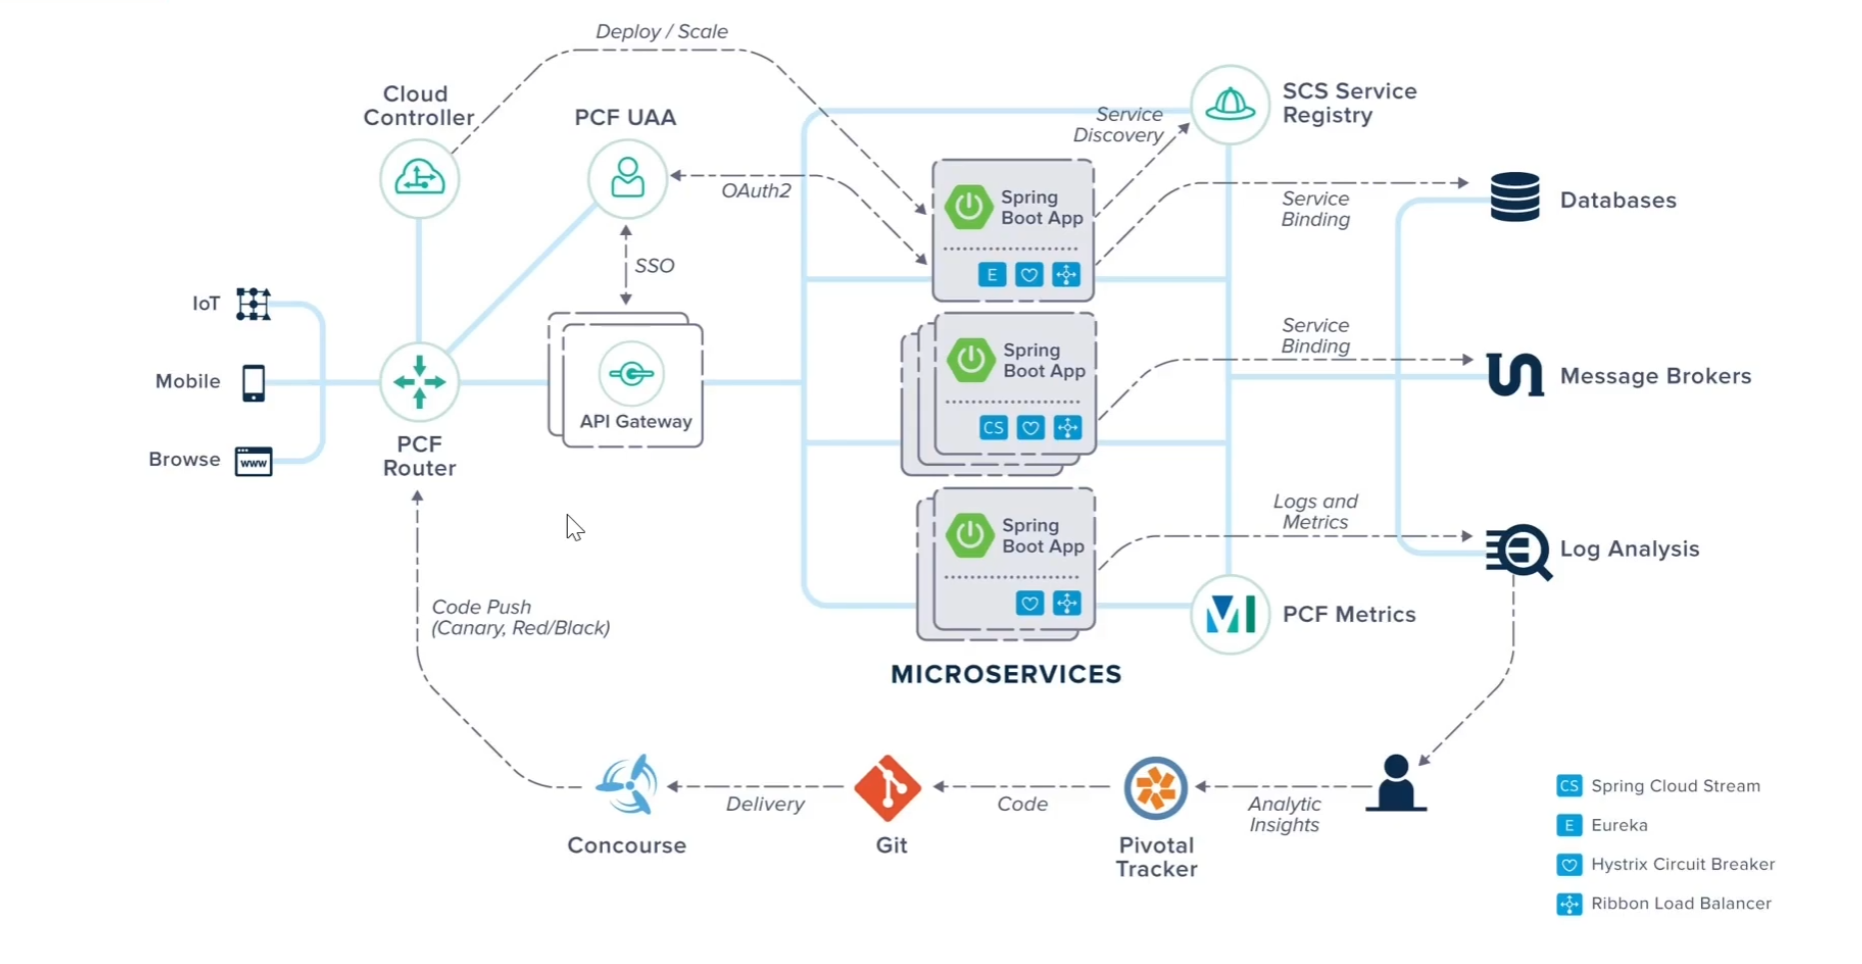 Deploy / Scale
Cloud
Controller
PCF UAA
OAuth2
SSO
IoT
Mobile
Browse
www
PCF
Router
API Gateway
Service
Discovery
SCS Service
Registry
Spring
Boot App
E
Service
Binding
Databases
Spring
Boot App
CS
Service
Binding
Message Brokers
Spring
Boot App
Logs and
Metrics
Log Analysis
PCF Metrics
MICROSERVICES
Code Push
(Canary, Red/Black)
Concourse
Delivery
Git
Code
Pivotal
Tracker
Analytic
Insights
CS Spring Cloud Stream
E Eureka
Hystrix Circuit Breaker
Ribbon Load Balancer